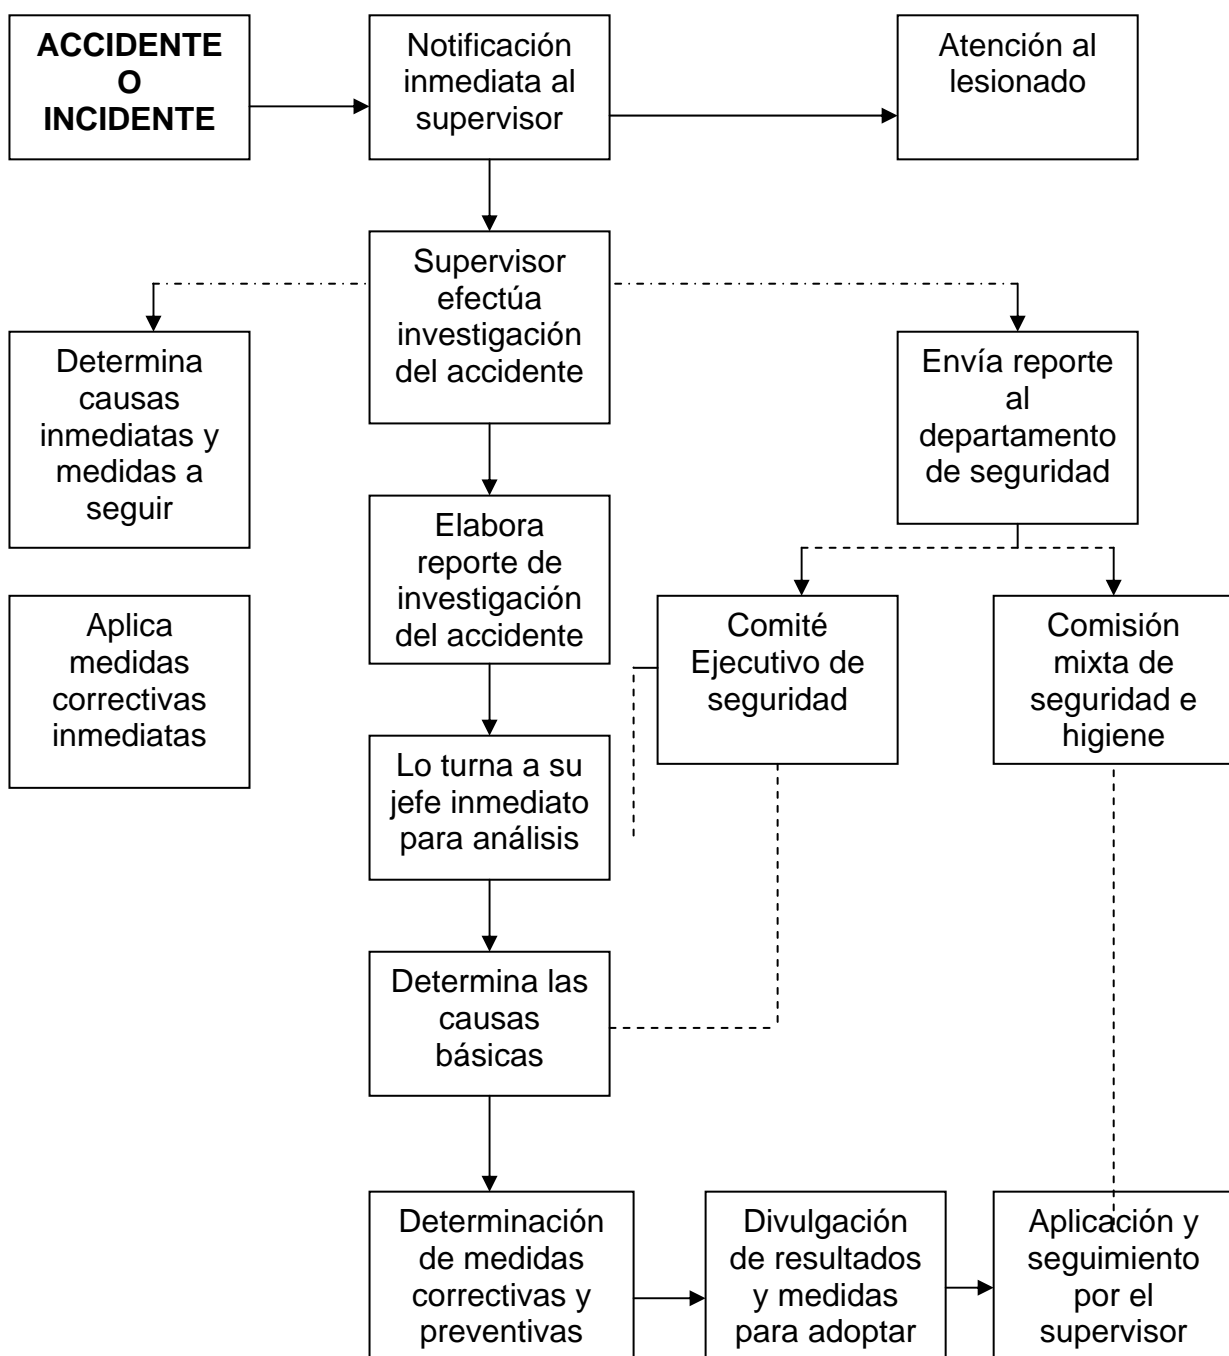 ACCIDENTE
O
INCIDENTE
Notificación
inmediata al
supervisor
Atención al
lesionado
Supervisor
efectúa
investigación
del accidente
Determina
causas
inmediatas y
medidas a
seguir
Envía reporte
al
departamento
de seguridad
Elabora
reporte de
investigación
del accidente
Aplica
medidas
correctivas
inmediatas
Comité
Ejecutivo de
seguridad
Comisión
mixta de
seguridad e
higiene
Lo turna a su
jefe inmediato
para análisis
Determina las
causas
básicas
Determinación
de medidas
correctivas y
preventivas
Divulgación
de resultados
y medidas
para adoptar
Aplicación y
seguimiento
por el
supervisor